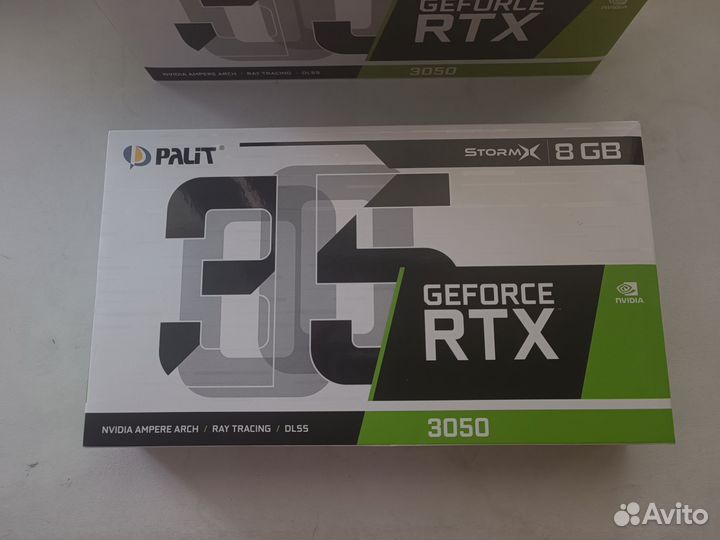 GEFORCE
RTX
NVIDIA
NVIDIA AMPERE ARCH / RAY TRACING / DLSS
3050
PALIT®
STORMX 8 GB
35
GEFORCE
RTX
NVIDIA
NVIDIA AMPERE ARCH / RAY TRACING / DLSS
3050
Avito